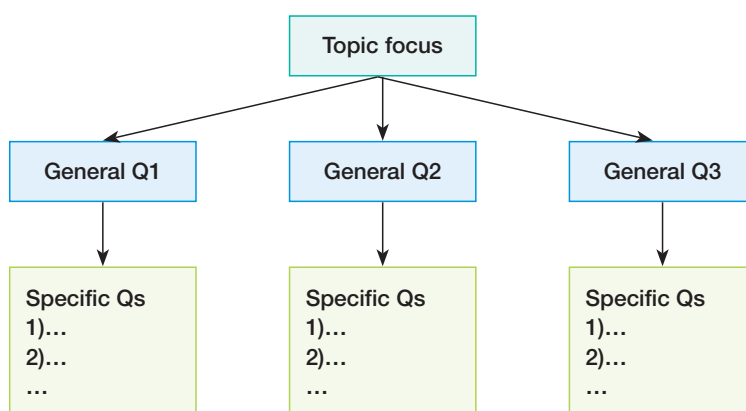 Topic focus
General Q1
General Q2
General Q3
Specific Qs
1)...
2)...
...
Specific Qs
1)...
2)...
...
Specific Qs
1)...
2)...
...